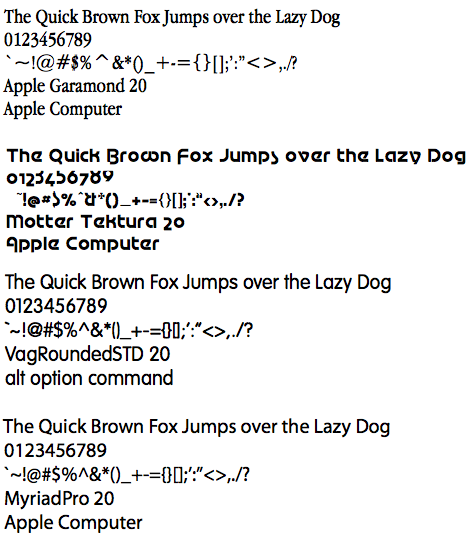 The Quick Brown Fox Jumps over the Lazy Dog
0123456789
`~!@#$%^&*()_+-={}[];':"<>,./?
Apple Garamond 20
Apple Computer
The Quick Brown Fox Jumps over the Lazy Dog
0123456789
`~!@#$%^&*()_+-={}[];':"<>,./?
Motter Tektura 20
Apple Computer
The Quick Brown Fox Jumps over the Lazy Dog
0123456789
`~!@#$%^&*()_+-={}[];':"<>,./?
VagRoundedSTD 20
alt option command
The Quick Brown Fox Jumps over the Lazy Dog
0123456789
`~!@#$%^&*()_+-={}[];':"<>,./?
MyriadPro 20
Apple Computer